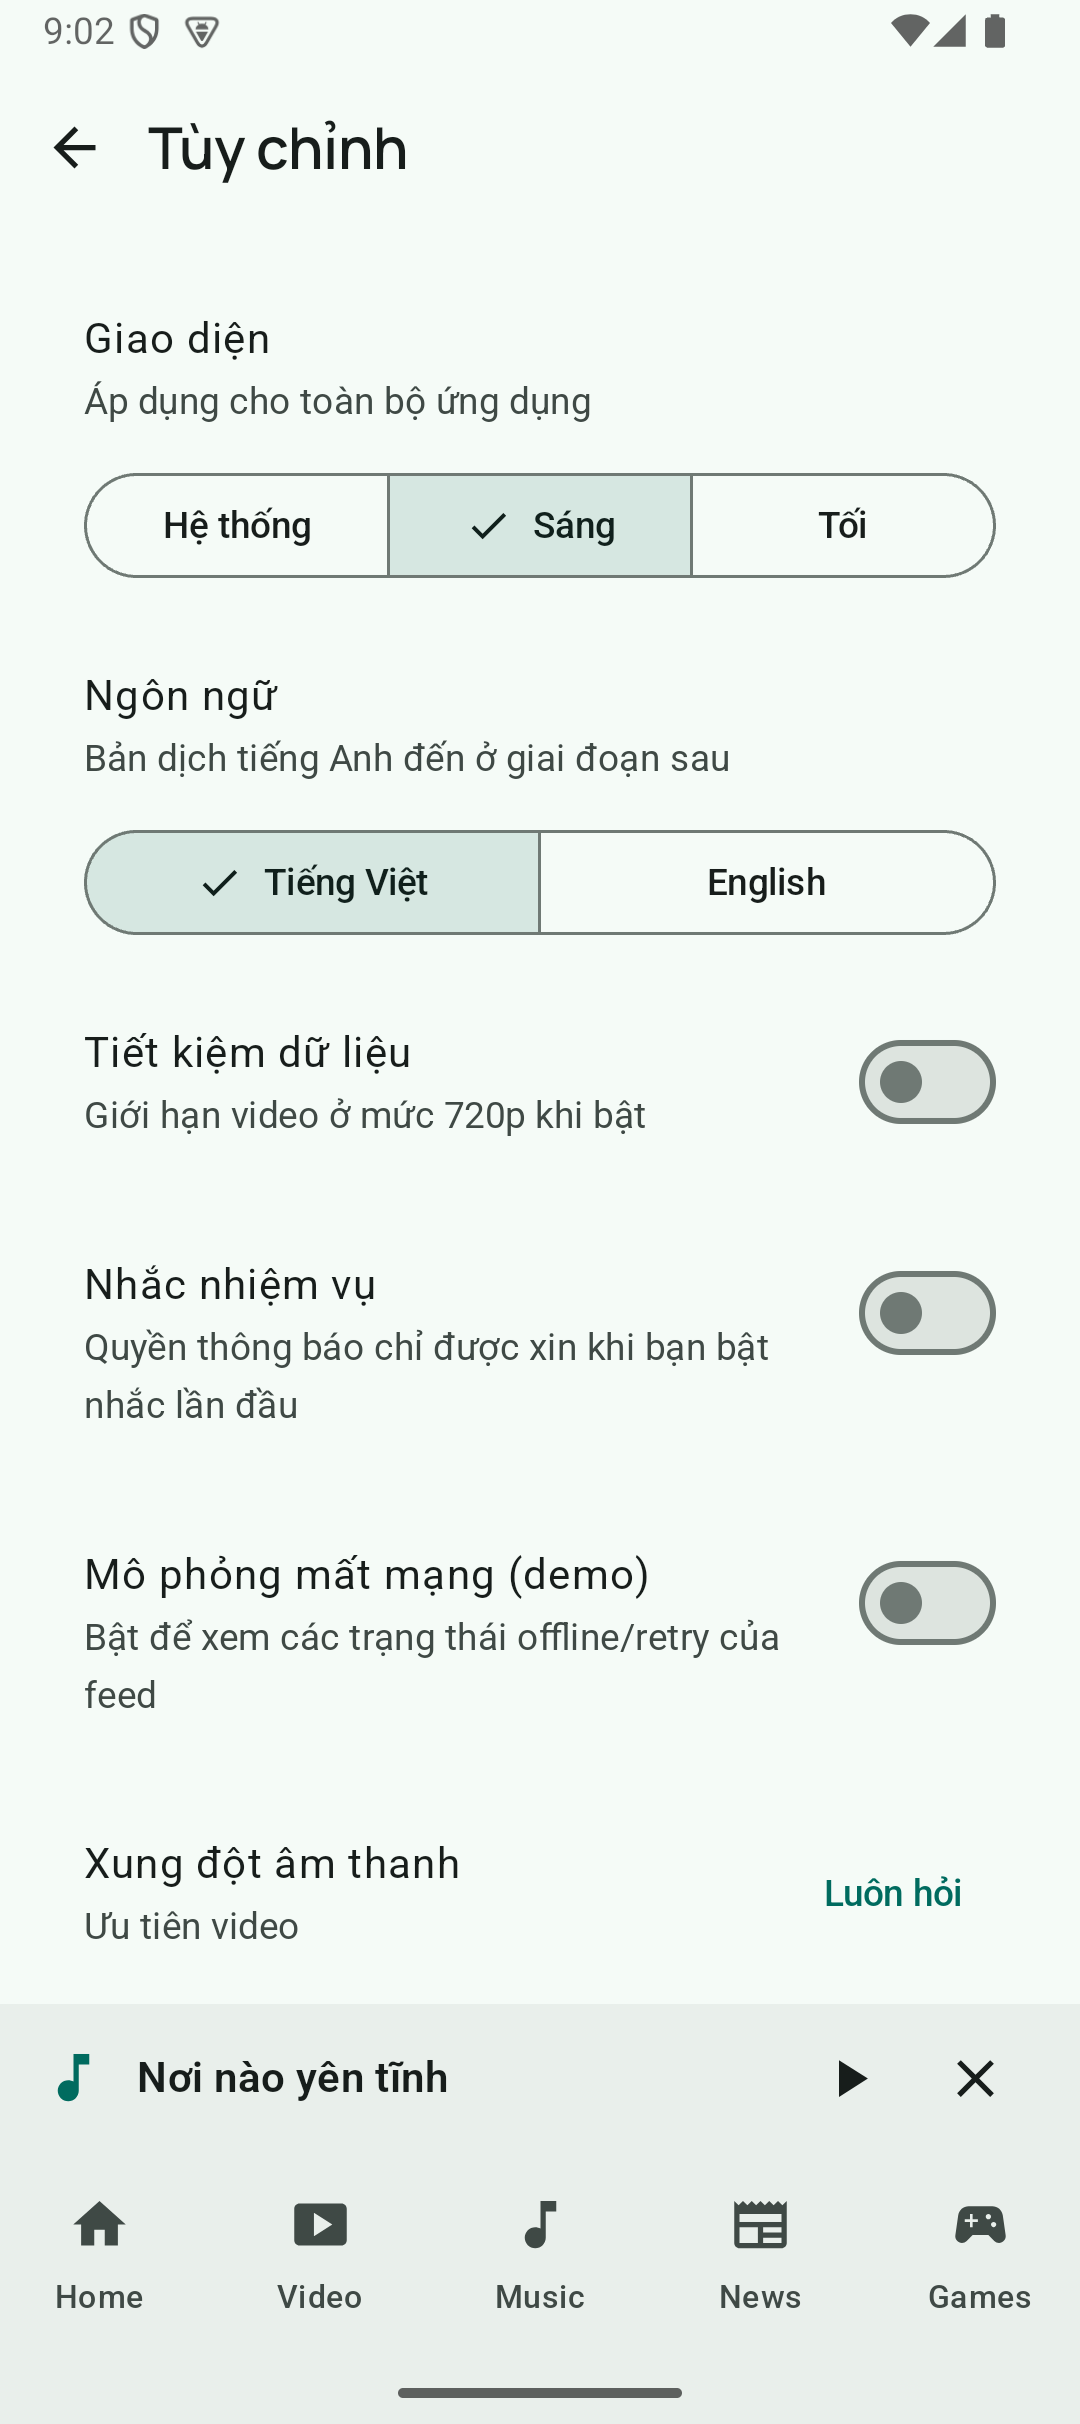 9:02
Tùy chỉnh
Giao diện
Áp dụng cho toàn bộ ứng dụng
Hệ thống Sáng Tối
Ngôn ngữ
Bản dịch tiếng Anh đến ở giai đoạn sau
Tiếng Việt English
Tiết kiệm dữ liệu
Giới hạn video ở mức 720p khi bật
Nhắc nhiệm vụ
Quyền thông báo chỉ được xin khi bạn bật
nhắc lần đầu
Mô phỏng mất mạng (demo)
Bật để xem các trạng thái offline/retry của
feed
Xung đột âm thanh
Luôn hỏi
Ưu tiên video
Nơi nào yên tĩnh
Home Video Music News Games